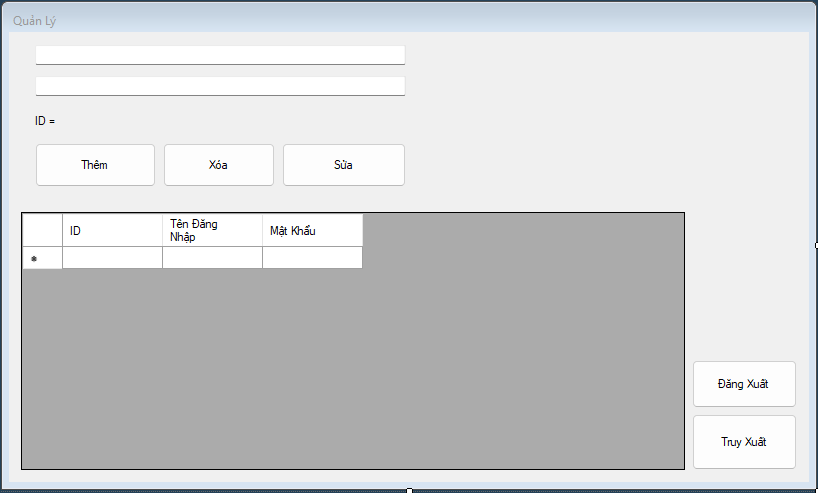 Quản Lý
ID =
Thêm
Xóa
Sửa
ID
Tên Đăng
Nhập
Mật Khẩu
Đăng Xuất
Truy Xuất